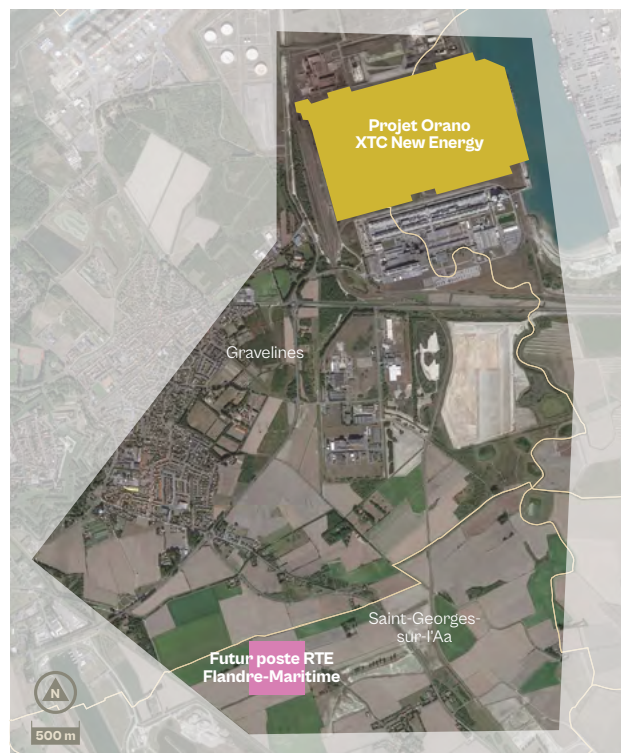 Projet Orano
XTC New Energy
Gravelines
Saint-Georges-
sur-l'Aa
Futur poste RTE
Flandre-Maritime
N
500 m